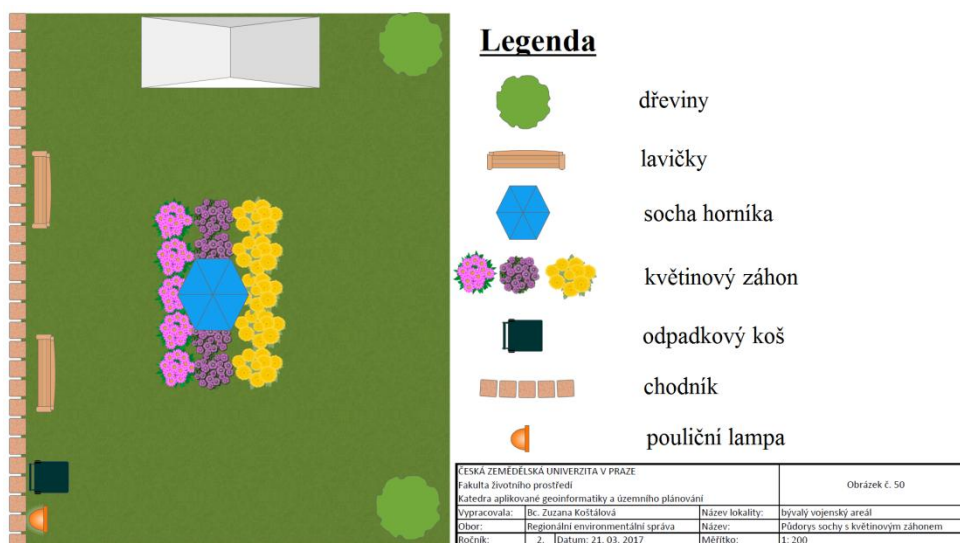 Legenda
dřeviny
lavičky
socha horníka
květinový záhon
odpadkový koš
chodník
pouliční lampa
ČESKÁ ZEMĚDĚLSKÁ UNIVERZITA V PRAZE
Fakulta životního prostředí
Katedra aplikované geoinformatiky a územního plánování
Obrázek č. 50
Vypracovala: Bc. Zuzana Koštálová Název lokality: bývalý vojenský areál
Obor: Regionální environmentální správa Název: Půdorys sochy s květinovým záhonem
Ročník: 2. Datum: 21. 03. 2017 Měřítko: 1: 200